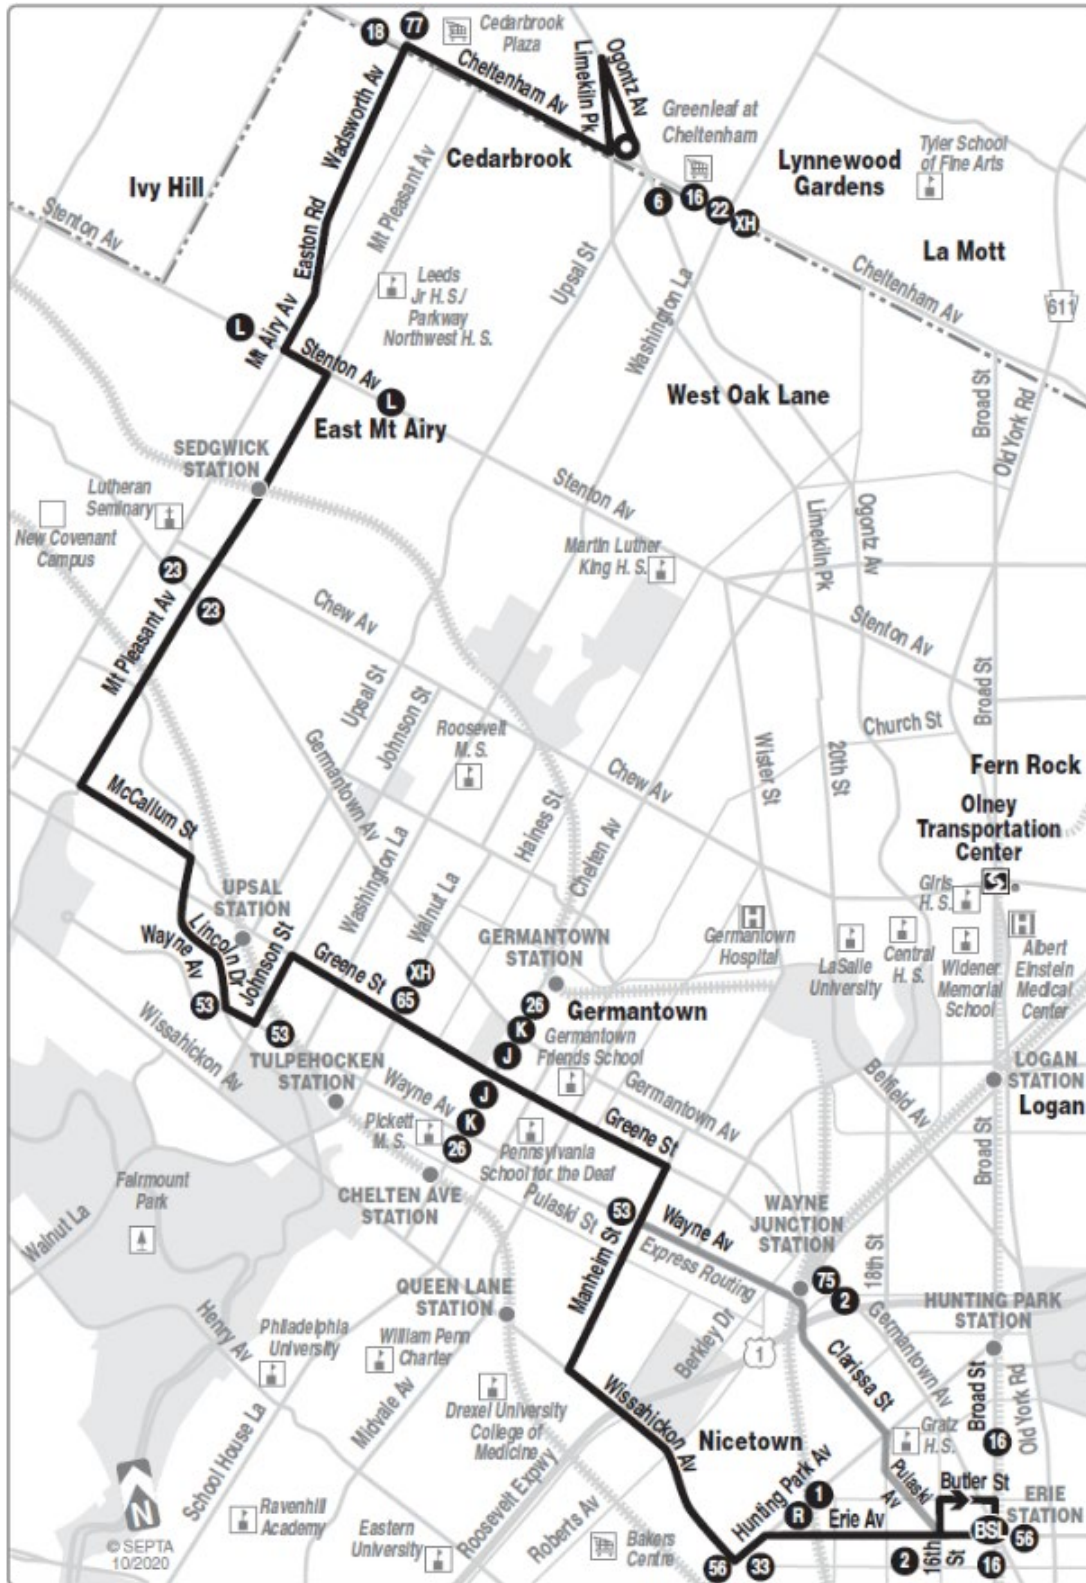 18
77
Cedarbrook
Plaza
Cheltenham Av
Limekiln Pk
Ogontz Av
Greenleaf at
Cheltenham
Wadsworth Av
Mt Pleasant Av
Cedarbrook
Lynnewood
Gardens
Tyler School
of Fine Arts
Ivy Hill
6
16
22
XH
La Mott
Stenton Av
Easton Rd
Leeds
Jr H. S./
Parkway
Northwest H. S.
Upsal St
Washington La
Cheltenham Av
611
L
Mt Airy Av
Stenton Av
L
West Oak Lane
Broad St
Old York Rd
East Mt Airy
SEDGWICK
STATION
Lutheran
Seminary
New Covenant
Campus
Stenton Av
Limekiln Pk
Ogontz Av
Martin Luther
King H. S.
23
23
Mt Pleasant Av
Chew Av
Stenton Av
Upsal St
Johnson St
Roosevelt
M. S.
Broad St
Church St
Germantown Av
Chew Av
Wister St
20th St
Fern Rock
McCallum St
Haines St
Chelten Av
Olney
Transportation
Center
Washington La
Walnut La
UPSAL
STATION
Girls
H. S.
Wayne Av
Lincoln Dr
Johnson St
Greene St
XH
65
GERMANTOWN
STATION
Germantown
Hospital
LaSalle
University
Central
H. S.
Widener
Memorial
School
Albert
Einstein
Medical
Center
53
Wissahickon Av
53
26
K
J
Germantown
Germantown
Friends School
TULPEHOCKEN
STATION
Wayne Av
J
K
26
Pickett
M. S.
Pennsylvania
School for the Deaf
Greene St
Germantown Av
Belfield Av
LOGAN
STATION
Logan
Broad St
Fairmount
Park
CHELTEN AVE
STATION
Pulaski St
53
Wayne Av
Express Routing
WAYNE
JUNCTION
STATION
Walnut La
Manheim St
75
2
18th St
QUEEN LANE
STATION
HUNTING PARK
STATION
Henry Av
Philadelphia
University
William Penn
Charter
Berkley Dr
1
Clarissa St
Germantown Av
Midvale Av
Drexel University
College of
Medicine
Wissahickon Av
Nicetown
Broad St
Old York Rd
Gratz
H. S.
16
School House La
Roosevelt Expwy
Hunting Park Av
Pulaski Av
Butler St
N
Ravenhill
Academy
1
R
Erie Av
ERIE
STATION
BSL
56
© SEPTA
10/2020
Eastern
University
Roberts Av
Bakers
Centre
56
33
2
16th St
16